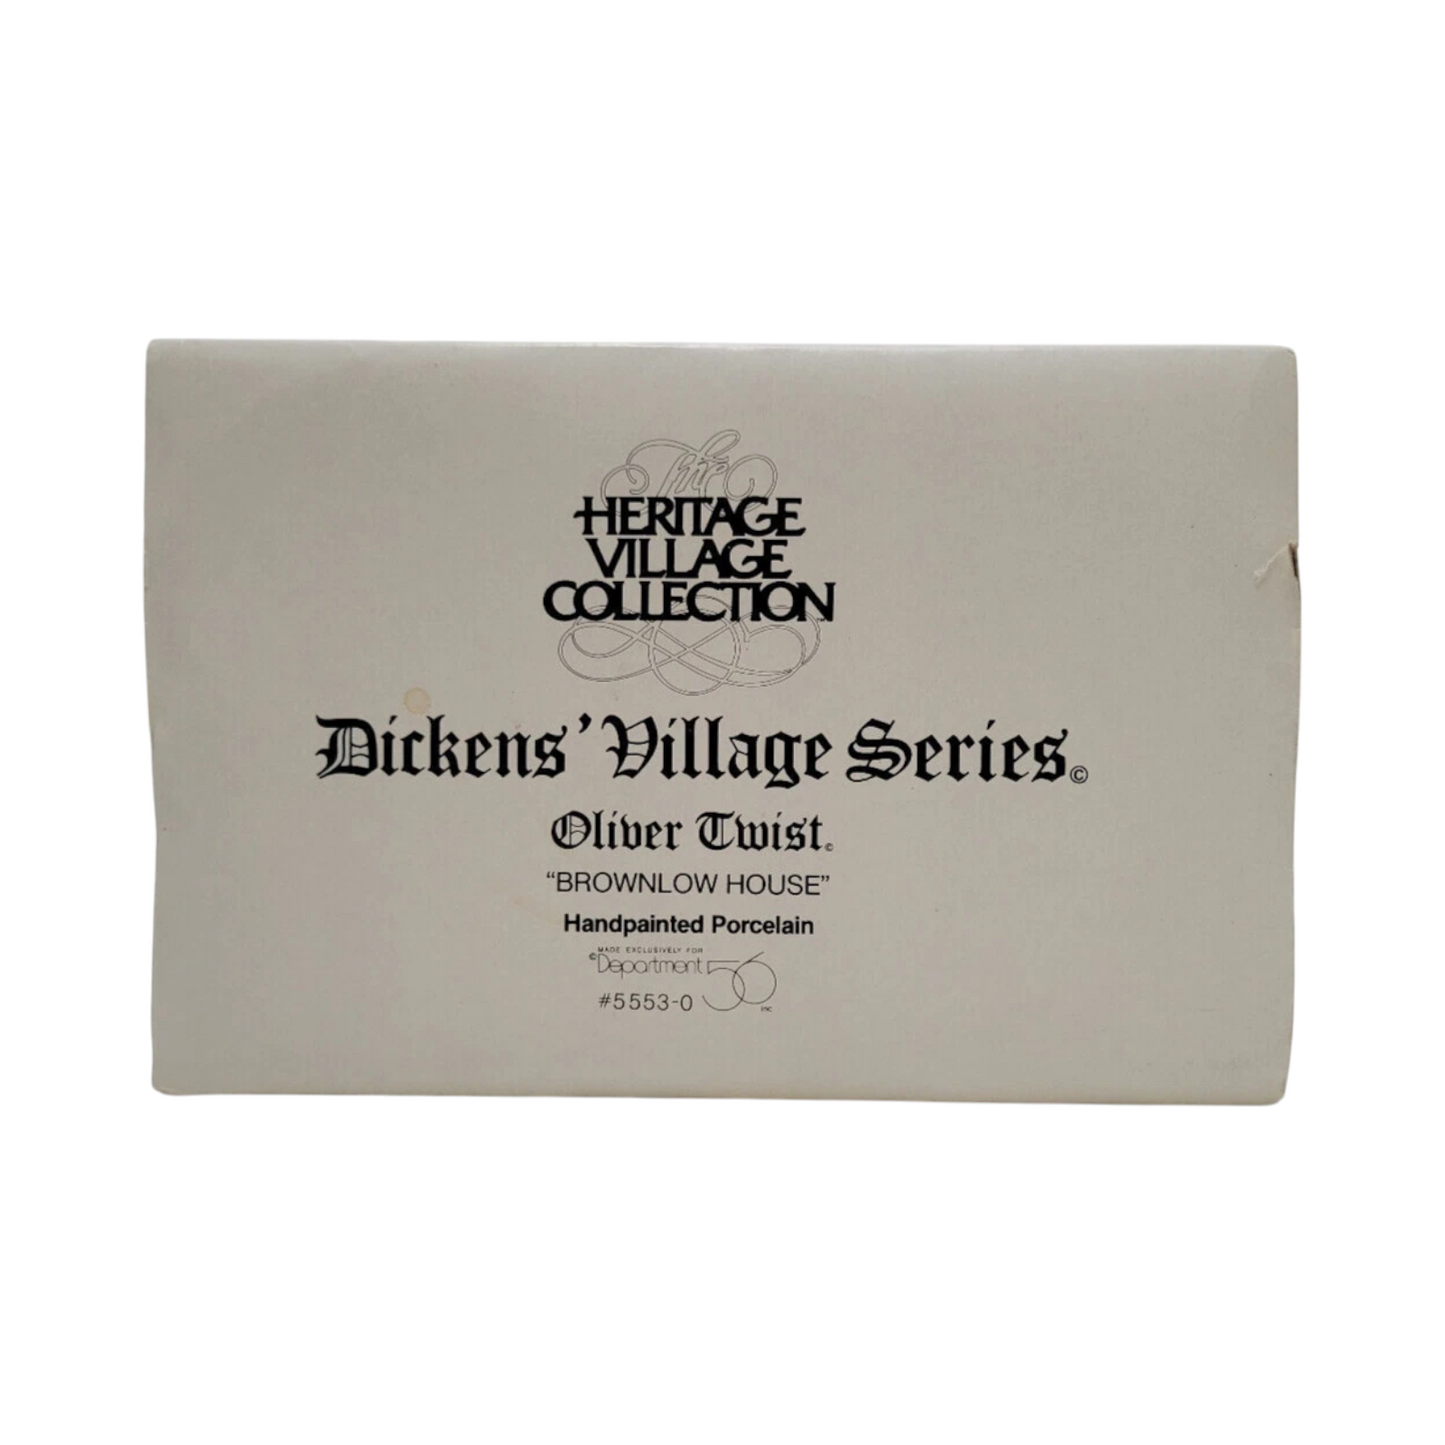 The
HERITAGE
VILLAGE
COLLECTION
Dickens' Village Series©
Oliver Twist©
"BROWNLOW HOUSE"
Handpainted Porcelain
MADE EXCLUSIVELY FOR
©Department 56 INC
#5553-0